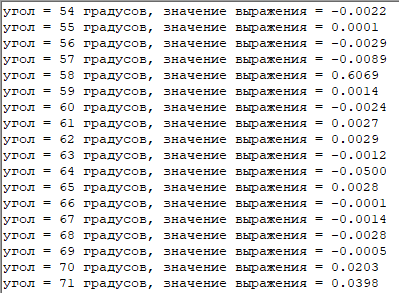 угол = 54 градусов, значение выражения = -0.0022
угол = 55 градусов, значение выражения = 0.0001
угол = 56 градусов, значение выражения = -0.0029
угол = 57 градусов, значение выражения = -0.0089
угол = 58 градусов, значение выражения = 0.6069
угол = 59 градусов, значение выражения = 0.0014
угол = 60 градусов, значение выражения = -0.0024
угол = 61 градусов, значение выражения = 0.0027
угол = 62 градусов, значение выражения = 0.0029
угол = 63 градусов, значение выражения = -0.0012
угол = 64 градусов, значение выражения = -0.0500
угол = 65 градусов, значение выражения = 0.0028
угол = 66 градусов, значение выражения = -0.0001
угол = 67 градусов, значение выражения = -0.0014
угол = 68 градусов, значение выражения = -0.0028
угол = 69 градусов, значение выражения = -0.0005
угол = 70 градусов, значение выражения = 0.0203
угол = 71 градусов, значение выражения = 0.0398